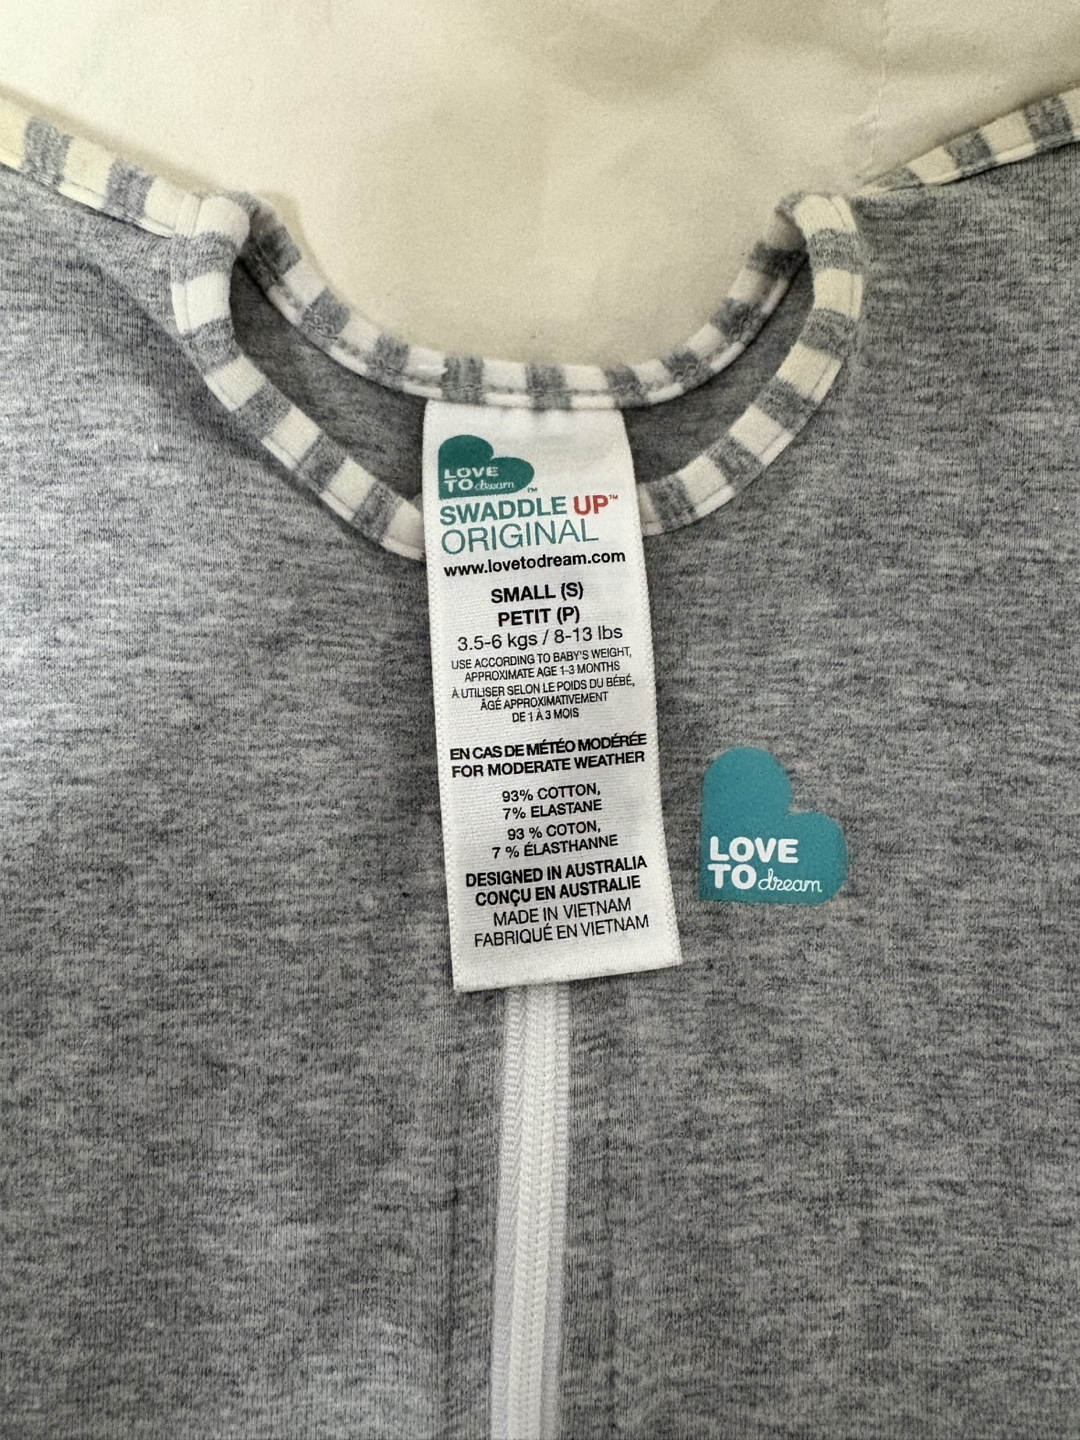 LOVE
TO dream™
SWADDLE UP™
ORIGINAL
www.lovetodream.com
SMALL (S)
PETIT (P)
3.5-6 kgs / 8-13 lbs
USE ACCORDING TO BABY'S WEIGHT,
APPROXIMATE AGE 1-3 MONTHS
À UTILISER SELON LE POIDS DU BÉBÉ,
ÂGÉ APPROXIMATIVEMENT
DE 1 À 3 MOIS
EN CAS DE MÉTÉO MODÉRÉE
FOR MODERATE WEATHER
93% COTTON,
7% ELASTANE
93 % COTON,
7 % ÉLASTHANNE
DESIGNED IN AUSTRALIA
CONÇU EN AUSTRALIE
MADE IN VIETNAM
FABRIQUÉ EN VIETNAM
LOVE
TO dream